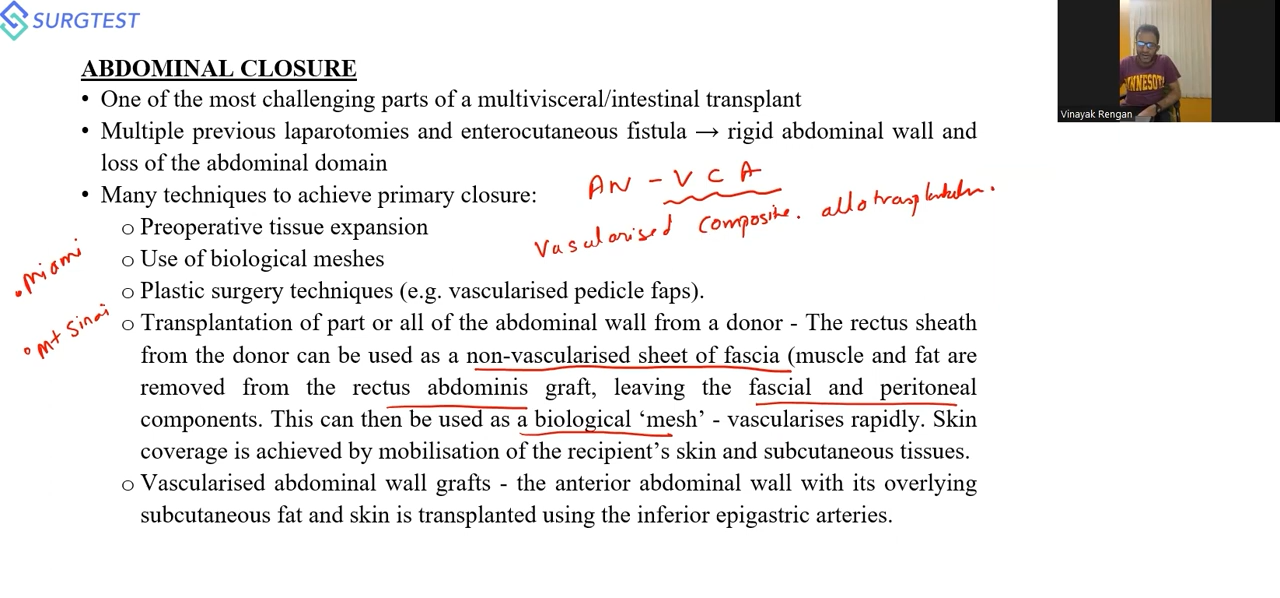 SURGTEST
Vinayak Rengan
MINNESOTA
ABDOMINAL CLOSURE
• One of the most challenging parts of a multivisceral/intestinal transplant
• Multiple previous laparotomies and enterocutaneous fistula → rigid abdominal wall and
loss of the abdominal domain
• Many techniques to achieve primary closure:
AW - VCA
Vascularised composite. allotrasplantation.
o Preoperative tissue expansion
o Use of biological meshes
• Miami
o Plastic surgery techniques (e.g. vascularised pedicle faps).
• Mt Sinai
o Transplantation of part or all of the abdominal wall from a donor - The rectus sheath
from the donor can be used as a non-vascularised sheet of fascia (muscle and fat are
removed from the rectus abdominis graft, leaving the fascial and peritoneal
components. This can then be used as a biological ‘mesh’ - vascularises rapidly. Skin
coverage is achieved by mobilisation of the recipient’s skin and subcutaneous tissues.
o Vascularised abdominal wall grafts - the anterior abdominal wall with its overlying
subcutaneous fat and skin is transplanted using the inferior epigastric arteries.